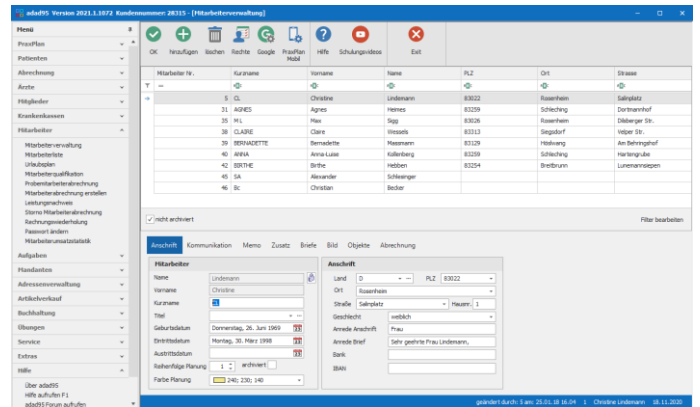 adad95 Version 2021.1.1072 Kundennummer: 28315 - [Mitarbeiterverwaltung]
Menü
PraxPlan
Patienten
Abrechnung
Ärzte
Mitglieder
Krankenkassen
Mitarbeiter
Mitarbeiterverwaltung
Mitarbeiterliste
Urlaubsplan
Mitarbeiterqualifikation
Probemitarbeiterabrechnung
Mitarbeiterabrechnung erstellen
Leistungsnachweis
Storno Mitarbeiterabrechnung
Rechnungswiederholung
Passwort ändern
Mitarbeiterumsatzstatistik
Aufgaben
Mandanten
Adressenverwaltung
Artikelverkauf
Buchhaltung
Übungen
Service
Extras
Hilfe
Über adad95
Hilfe aufrufen F1
adad95 Forum aufrufen
OK hinzufügen löschen Rechte Google PraxPlan Mobil Hilfe Schulungsvideos Exit
Mitarbeiter Nr. Kurzname Vorname Name PLZ Ort Strasse
5 CL Christine Lindemann 83022 Rosenheim Salinplatz
31 AGNES Agnes Heimes 83259 Schleching Dortmannhof
35 ML Max Sigg 83026 Rosenheim Dilsberger Str.
38 CLAIRE Claire Wessels 83313 Siegsdorf Velper Str.
39 BERNADETTE Bernadette Massmann 83129 Höslwang Am Behringshof
40 ANNA Anna-Luise Kollenberg 83259 Schleching Hartengrube
42 BIRTHE Birthe Hebben 83254 Breitbrunn Lunemannsiepen
45 SA Alexander Schlesinger
46 Bc Christian Becker
nicht archiviert Filter bearbeiten
Anschrift Kommunikation Memo Zusatz Briefe Bild Objekte Abrechnung
Mitarbeiter
Name Lindemann
Vorname Christine
Kurzname CL
Titel
Geburtsdatum Donnerstag, 26. Juni 1969
Eintrittsdatum Montag, 30. März 1998
Austrittsdatum
Reihenfolge Planung 1 archiviert
Farbe Planung 240; 230; 140
Anschrift
Land D PLZ 83022
Ort Rosenheim
Straße Salinplatz Hausnr. 1
Geschlecht weiblich
Anrede Anschrift Frau
Anrede Brief Sehr geehrte Frau Lindemann,
Bank
IBAN
geändert durch: 5 am: 25.01.18 16.04 1 Christine Lindemann 18.11.2020